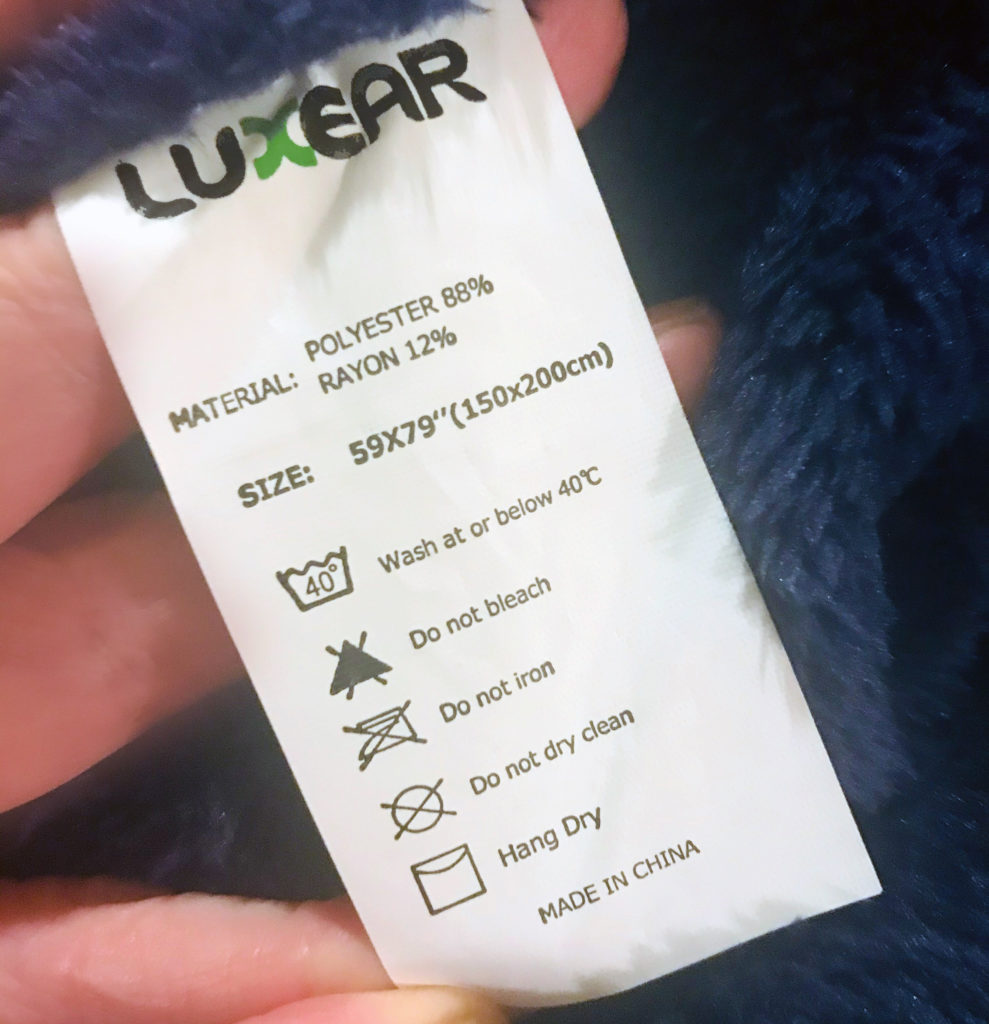 LUXEAR
MATERIAL: POLYESTER 88%
RAYON 12%
SIZE: 59X79''(150x200cm)
40° Wash at or below 40℃
Do not bleach
Do not iron
Do not dry clean
Hang Dry
MADE IN CHINA